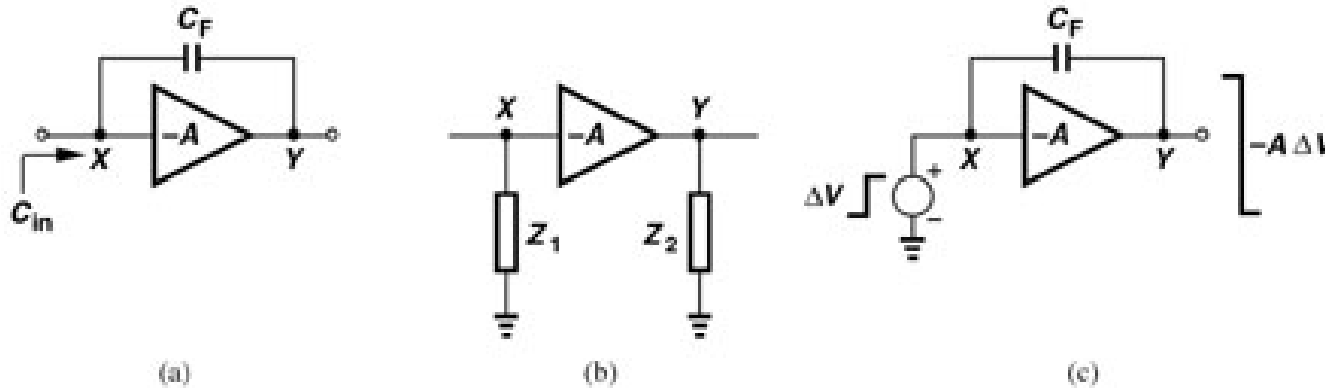 C_F
-A
X
Y
C_in
(a)
X
Y
-A
Z_1
Z_2
(b)
C_F
-A
X
Y
ΔV
+
−
-A ΔV
(c)